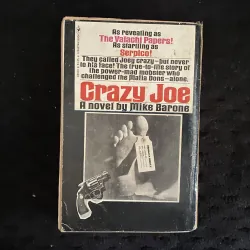 As revealing as
The Valachi Papers!
As startling as
Serpico!
They called Joey crazy—but never
to his face! The true-to-life story of
the power-mad mobster who
challenged the Mafia Dons—alone.
Crazy Joe
A novel by Mike Barone